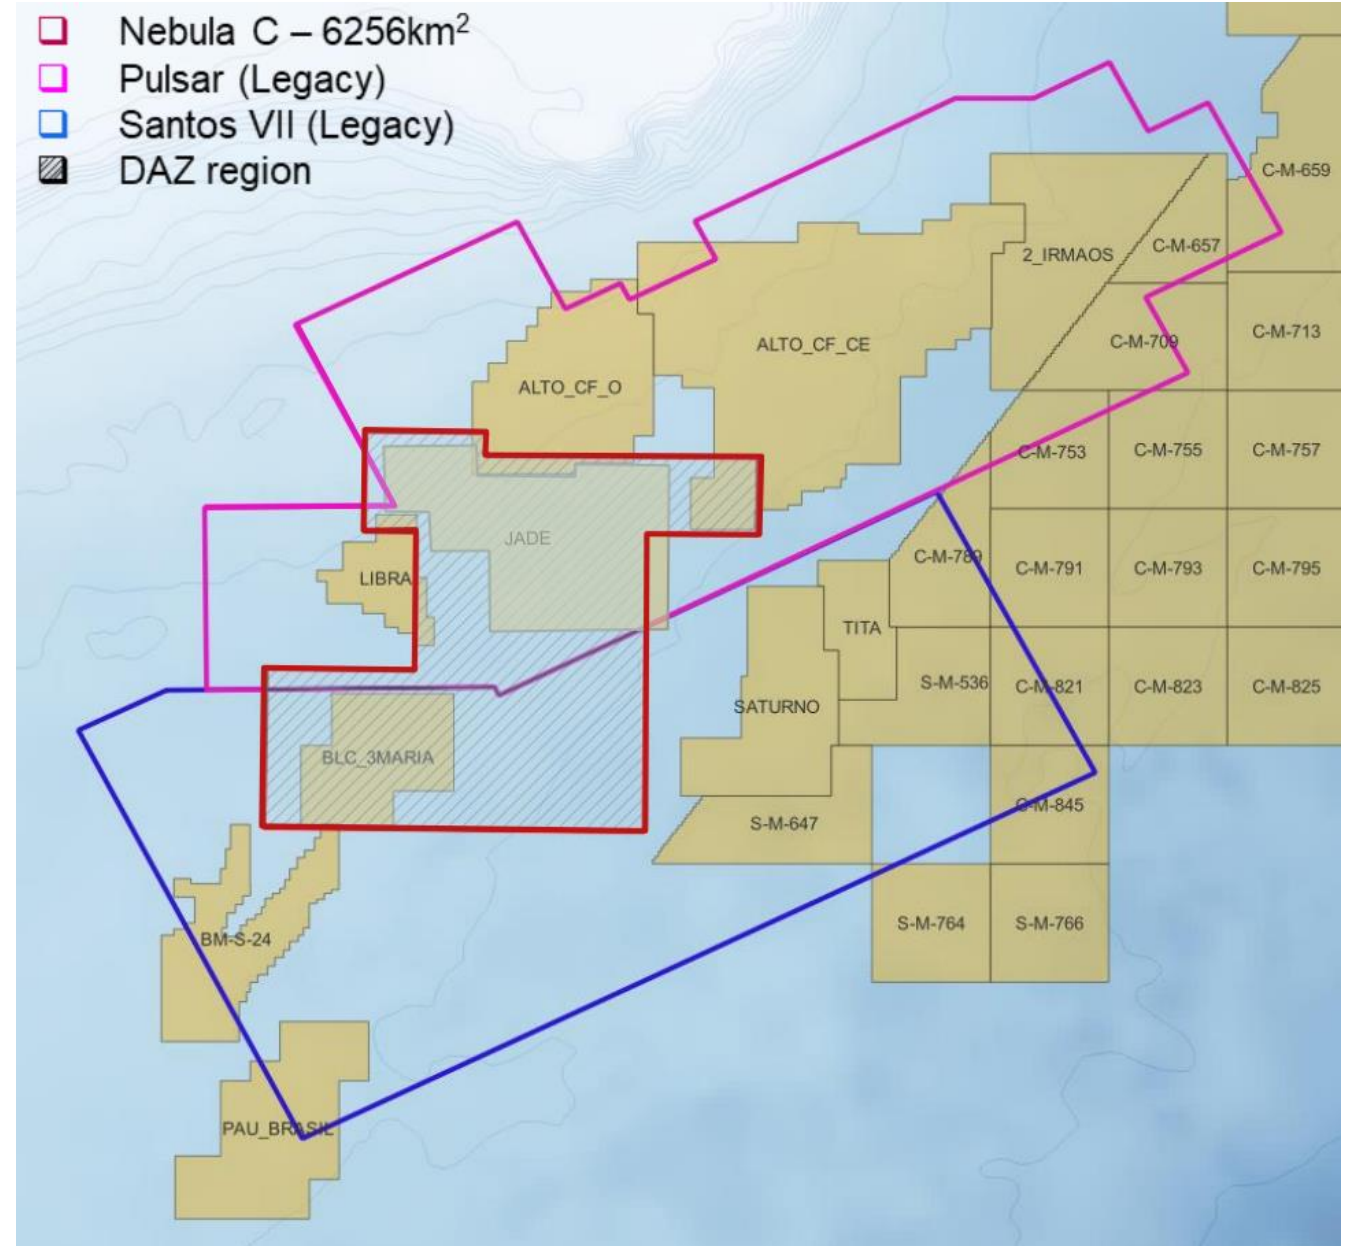 Nebula C – 6256km²
Pulsar (Legacy)
Santos VII (Legacy)
DAZ region
C-M-659
C-M-657
2_IRMAOS
C-M-713
C-M-709
ALTO_CF_CE
ALTO_CF_O
C-M-753
C-M-755
C-M-757
JADE
C-M-789
C-M-791
C-M-793
C-M-795
LIBRA
TITA
S-M-536
C-M-821
C-M-823
C-M-825
SATURNO
BLC_3MARIA
C-M-845
S-M-647
S-M-764
S-M-766
BM-S-24
PAU_BRASIL